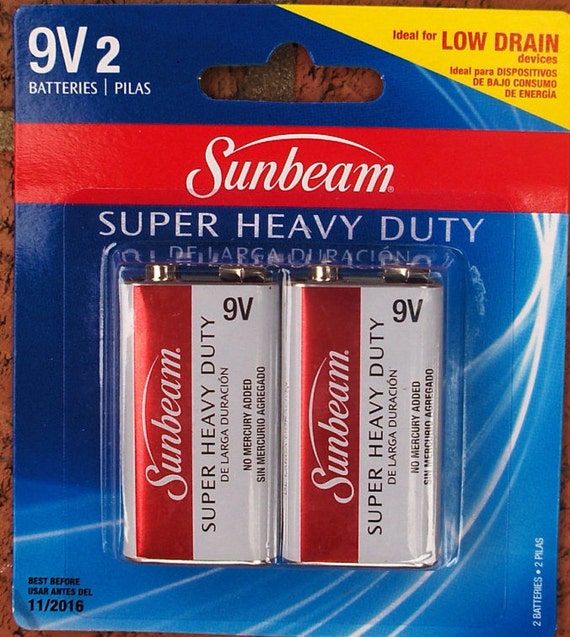 9V 2
BATTERIES | PILAS
Ideal for LOW DRAIN
devices
Ideal para DISPOSITIVOS
DE BAJO CONSUMO
DE ENERGÍA
Sunbeam®
SUPER HEAVY DUTY
DE LARGA DURACIÓN
9V
Sunbeam®
SUPER HEAVY DUTY
DE LARGA DURACIÓN
NO MERCURY ADDED
SIN MERCURIO AGREGADO
9V
Sunbeam®
SUPER HEAVY DUTY
DE LARGA DURACIÓN
NO MERCURY ADDED
SIN MERCURIO AGREGADO
BEST BEFORE
USAR ANTES DEL
11/2016
2 BATTERIES • 2 PILAS